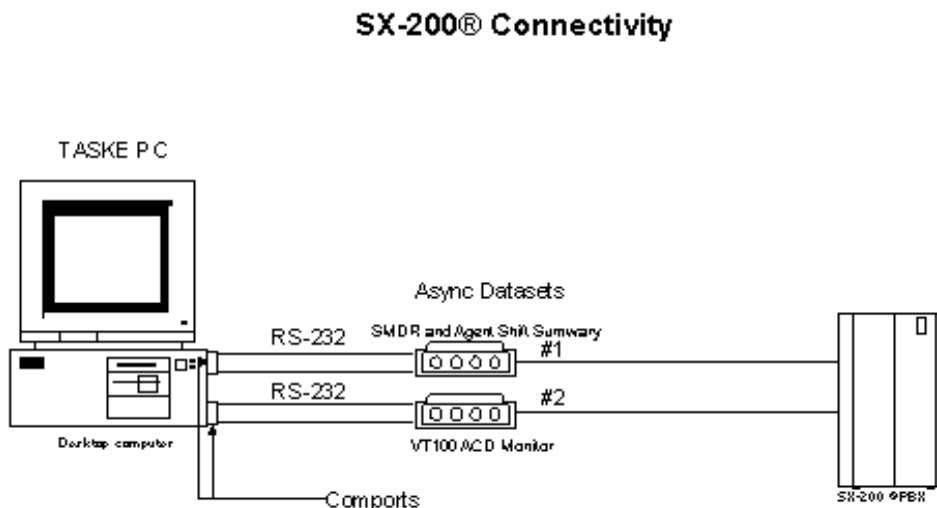 SX-200® Connectivity
TASKE PC
Async Datasets
RS-232
SMDR and Agent Shift Summary
#1
RS-232
#2
Desktop computer
VT100 ACD Monitor
Comports
SX-200 ®PBX